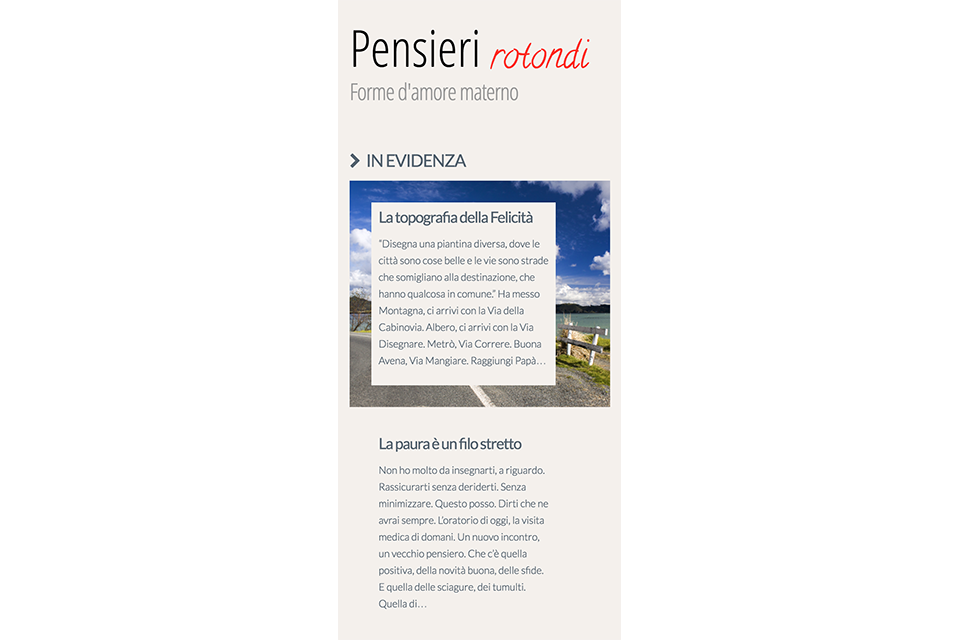 Pensieri rotondi
Forme d'amore materno
IN EVIDENZA
La topografia della Felicità
“Disegna una piantina diversa, dove le
città sono cose belle e le vie sono strade
che somigliano alla destinazione, che
hanno qualcosa in comune.” Ha messo
Montagna, ci arrivi con la Via della
Cabinovia. Albero, ci arrivi con la Via
Disegnare. Metrò, Via Correre. Buona
Avena, Via Mangiare. Raggiungi Papà…
La paura è un filo stretto
Non ho molto da insegnarti, a riguardo.
Rassicurarti senza deriderti. Senza
minimizzare. Questo posso. Dirti che ne
avrai sempre. L’oratorio di oggi, la visita
medica di domani. Un nuovo incontro,
un vecchio pensiero. Che c’è quella
positiva, della novità buona, delle sfide.
E quella delle sciagure, dei tumulti.
Quella di…